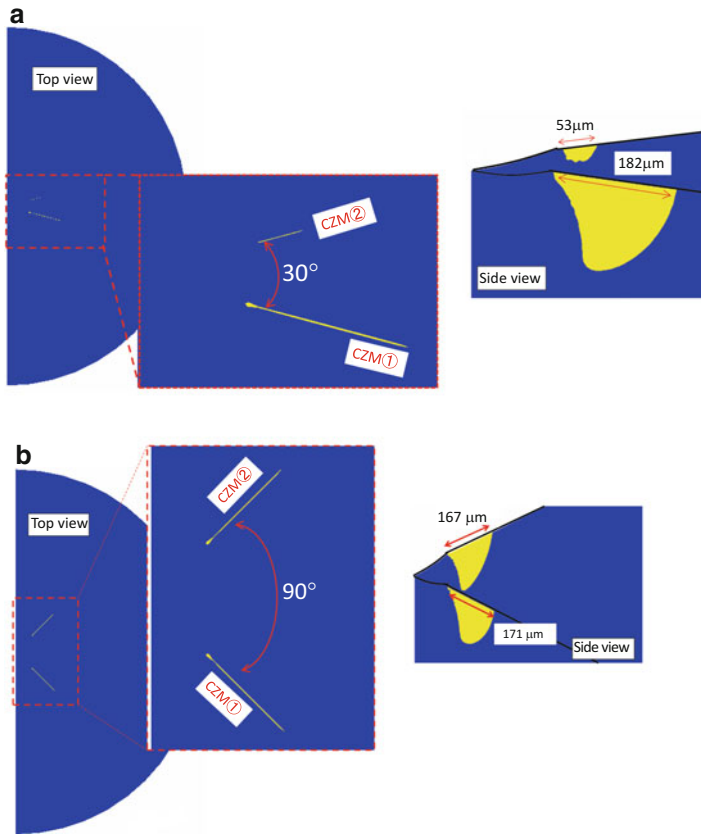 a
Top view
CZM②
30°
CZM①
53μm
182μm
Side view
b
Top view
CZM②
90°
CZM①
167 μm
171 μm
Side view